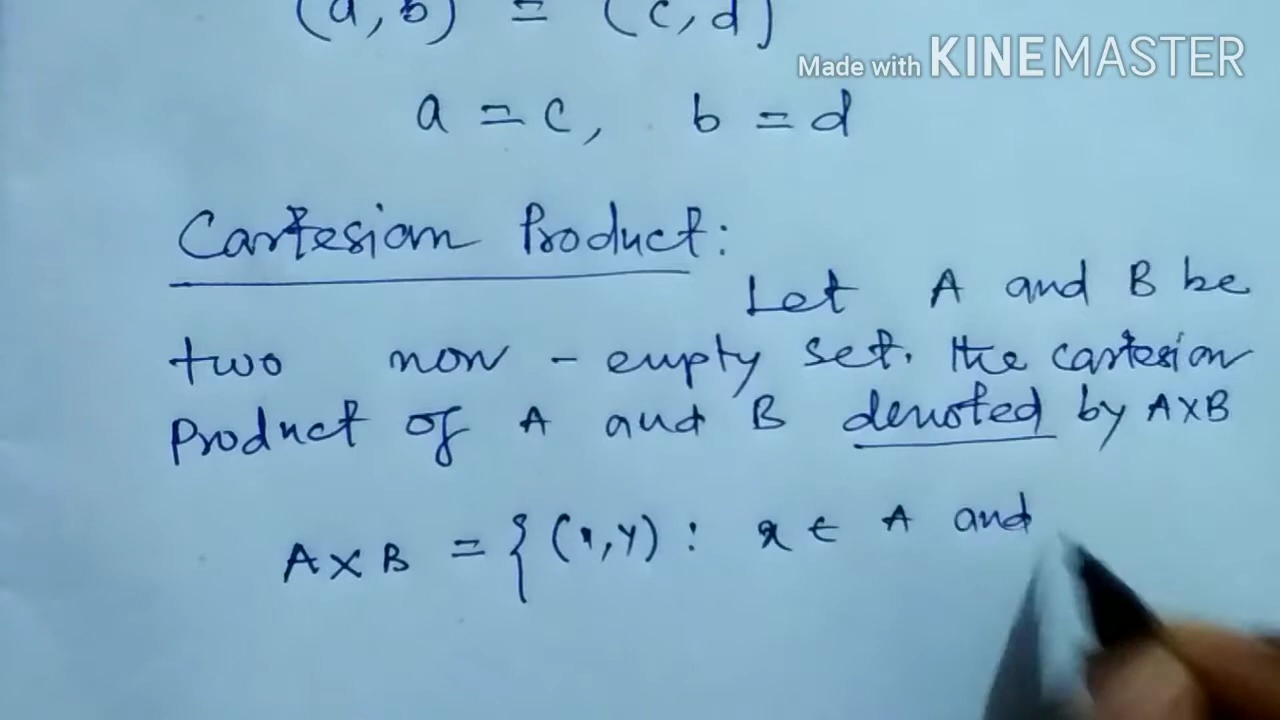 (a, b) = (c, d)
Made with KINEMASTER
a = c, b = d
Cartesian Product:
Let A and B be
two non - empty set. the cartesion
Product of A and B denoted by A×B
A × B = { (x, y) : x ∈ A and